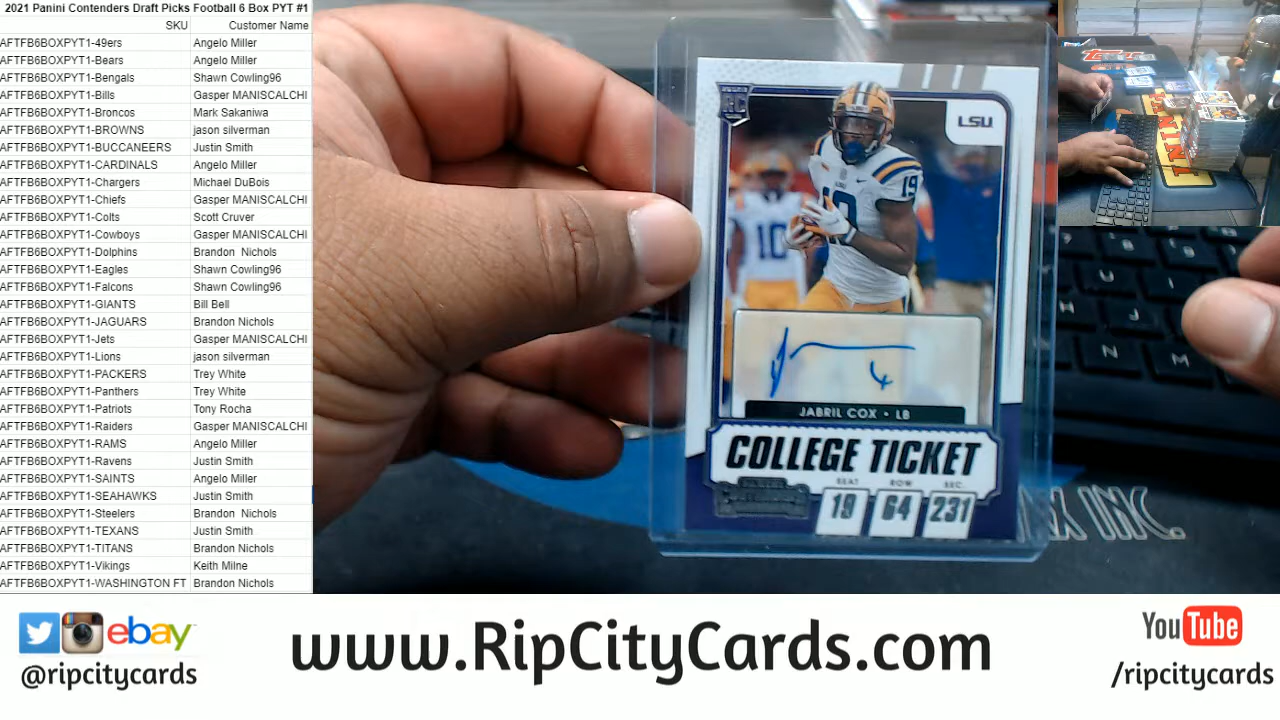 2021 Panini Contenders Draft Picks Football 6 Box PYT #1
SKU Customer Name
AFTFB6BOXPYT1-49ers Angelo Miller
AFTFB6BOXPYT1-Bears Angelo Miller
AFTFB6BOXPYT1-Bengals Shawn Cowling96
AFTFB6BOXPYT1-Bills Gasper MANISCALCHI
AFTFB6BOXPYT1-Broncos Mark Sakaniwa
AFTFB6BOXPYT1-BROWNS jason silverman
AFTFB6BOXPYT1-BUCCANEERS Justin Smith
AFTFB6BOXPYT1-CARDINALS Angelo Miller
AFTFB6BOXPYT1-Chargers Michael DuBois
AFTFB6BOXPYT1-Chiefs Gasper MANISCALCHI
AFTFB6BOXPYT1-Colts Scott Cruver
AFTFB6BOXPYT1-Cowboys Gasper MANISCALCHI
AFTFB6BOXPYT1-Dolphins Brandon Nichols
AFTFB6BOXPYT1-Eagles Shawn Cowling96
AFTFB6BOXPYT1-Falcons Shawn Cowling96
AFTFB6BOXPYT1-GIANTS Bill Bell
AFTFB6BOXPYT1-JAGUARS Brandon Nichols
AFTFB6BOXPYT1-Jets Gasper MANISCALCHI
AFTFB6BOXPYT1-Lions jason silverman
AFTFB6BOXPYT1-PACKERS Trey White
AFTFB6BOXPYT1-Panthers Trey White
AFTFB6BOXPYT1-Patriots Tony Rocha
AFTFB6BOXPYT1-Raiders Gasper MANISCALCHI
AFTFB6BOXPYT1-RAMS Angelo Miller
AFTFB6BOXPYT1-Ravens Justin Smith
AFTFB6BOXPYT1-SAINTS Angelo Miller
AFTFB6BOXPYT1-SEAHAWKS Justin Smith
AFTFB6BOXPYT1-Steelers Brandon Nichols
AFTFB6BOXPYT1-TEXANS Justin Smith
AFTFB6BOXPYT1-TITANS Brandon Nichols
AFTFB6BOXPYT1-Vikings Keith Milne
AFTFB6BOXPYT1-WASHINGTON FT Brandon Nichols
RC
LSU
19
10
JABRIL COX • LB
COLLEGE TICKET
SEAT ROW SEC.
19 64 231
INC.
H
J
N
M
ebay
@ripcitycards
www.RipCityCards.com
YouTube
/ripcitycards